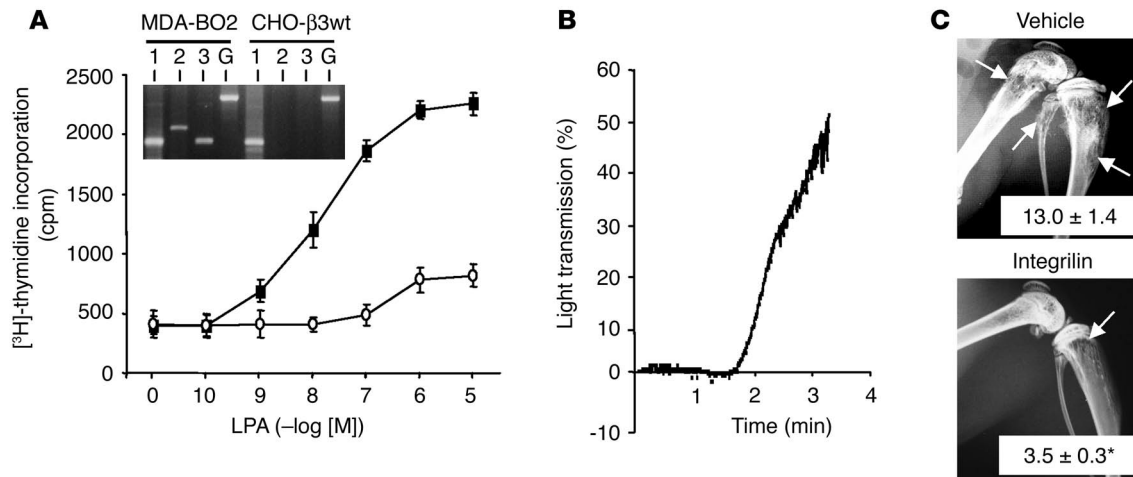 A
MDA-BO2 CHO-β3wt
1 2 3 G 1 2 3 G
[³H]-thymidine incorporation
(cpm)
2500
2000
2500
1000
500
0
0 10 9 8 7 6 5
LPA (–log [M])
B
Light transmission (%)
60
50
40
30
20
10
0
-10
1 2 3 4
Time (min)
C
Vehicle
13.0 ± 1.4
Integrilin
3.5 ± 0.3*